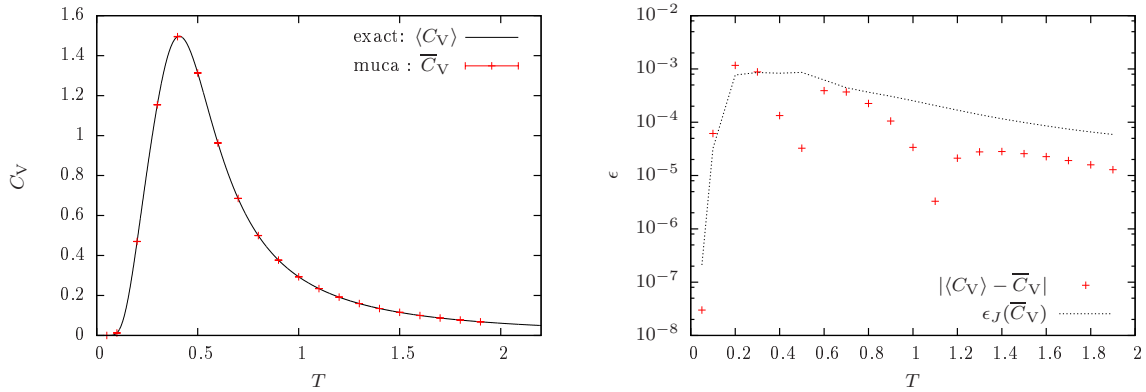 1.6
1.4
1.2
1
0.8
0.6
0.4
0.2
0
C_V
0 0.5 1 1.5 2
T
exact: ⟨C_V⟩
muca : C̅_V
10^−2
10^−3
10^−4
10^−5
10^−6
10^−7
10^−8
ϵ
0 0.2 0.4 0.6 0.8 1 1.2 1.4 1.6 1.8 2
T
|⟨C_V⟩ − C̅_V|
ϵ_J(C̅_V)